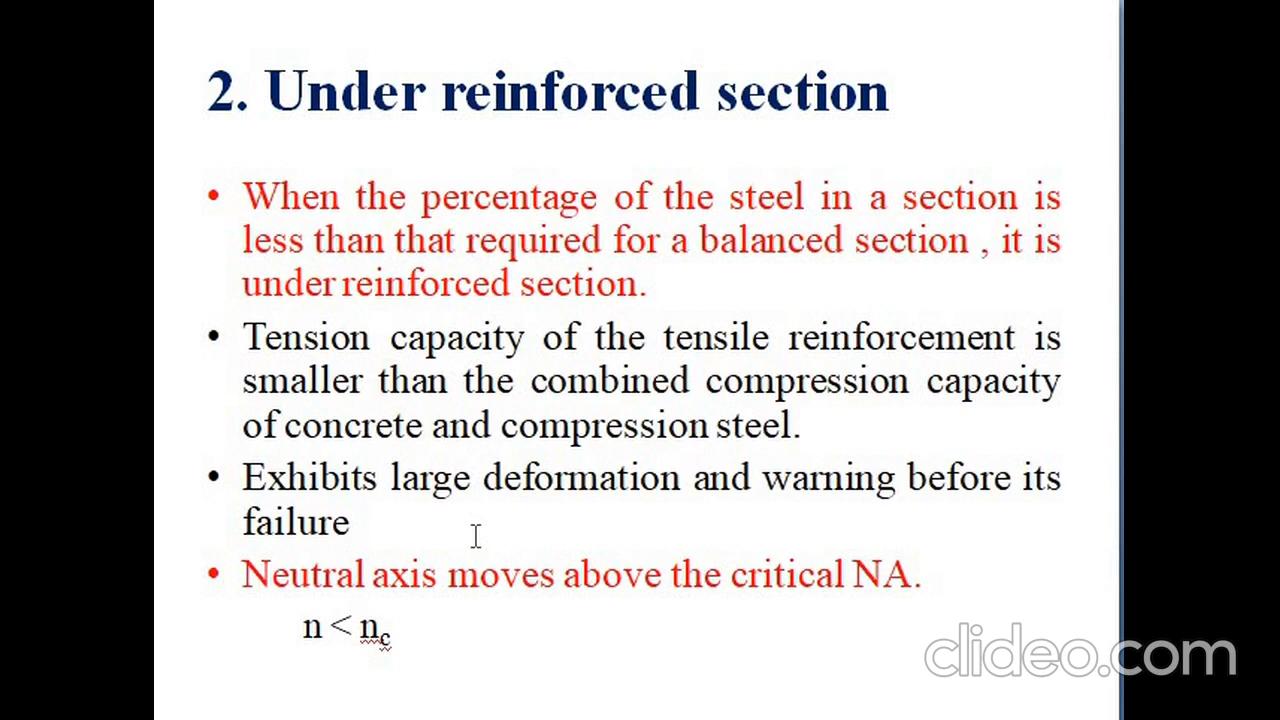 2. Under reinforced section
• When the percentage of the steel in a section is
less than that required for a balanced section , it is
under reinforced section.
• Tension capacity of the tensile reinforcement is
smaller than the combined compression capacity
of concrete and compression steel.
• Exhibits large deformation and warning before its
failure
• Neutral axis moves above the critical NA.
n < nc
clideo.com